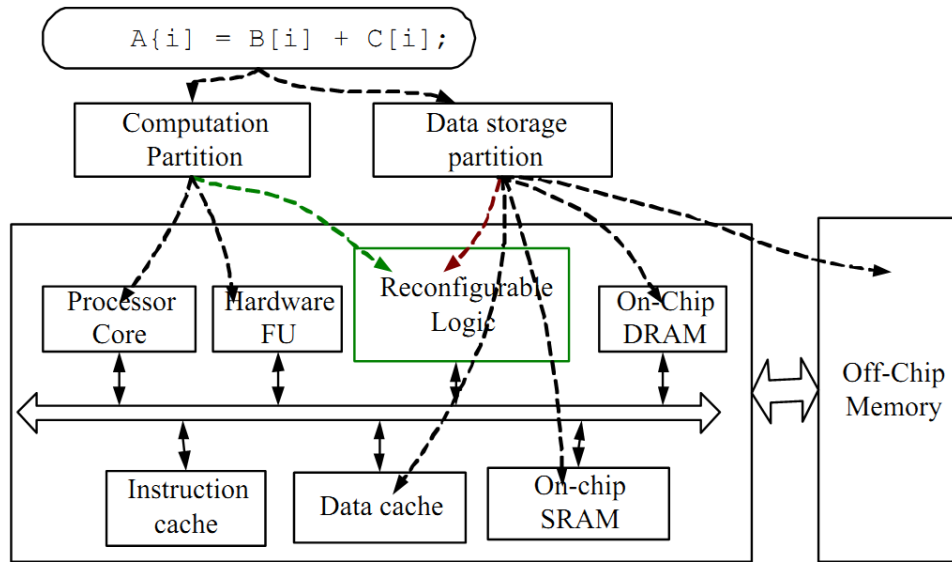 A{i] = B[i] + C[i];
Computation
Partition
Data storage
partition
Processor
Core
Hardware
FU
Reconfigurable
Logic
On-Chip
DRAM
Off-Chip
Memory
Instruction
cache
Data cache
On-chip
SRAM